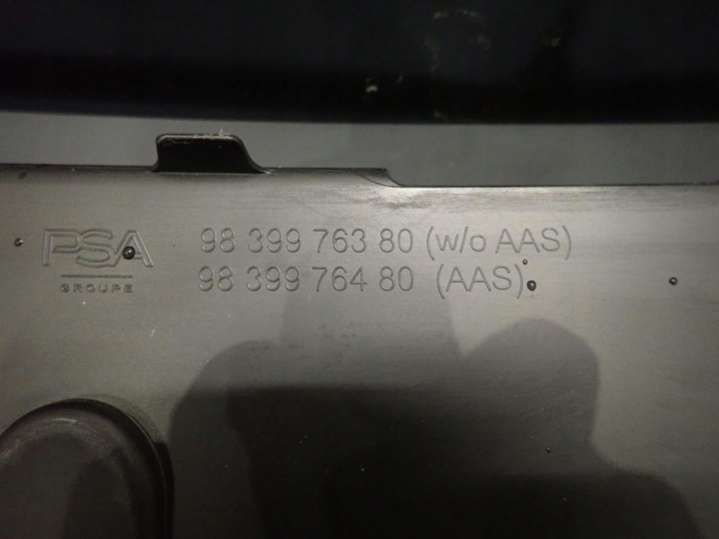 PSA
GROUPE
98 399 763 80 (w/o AAS)
98 399 764 80 (AAS)